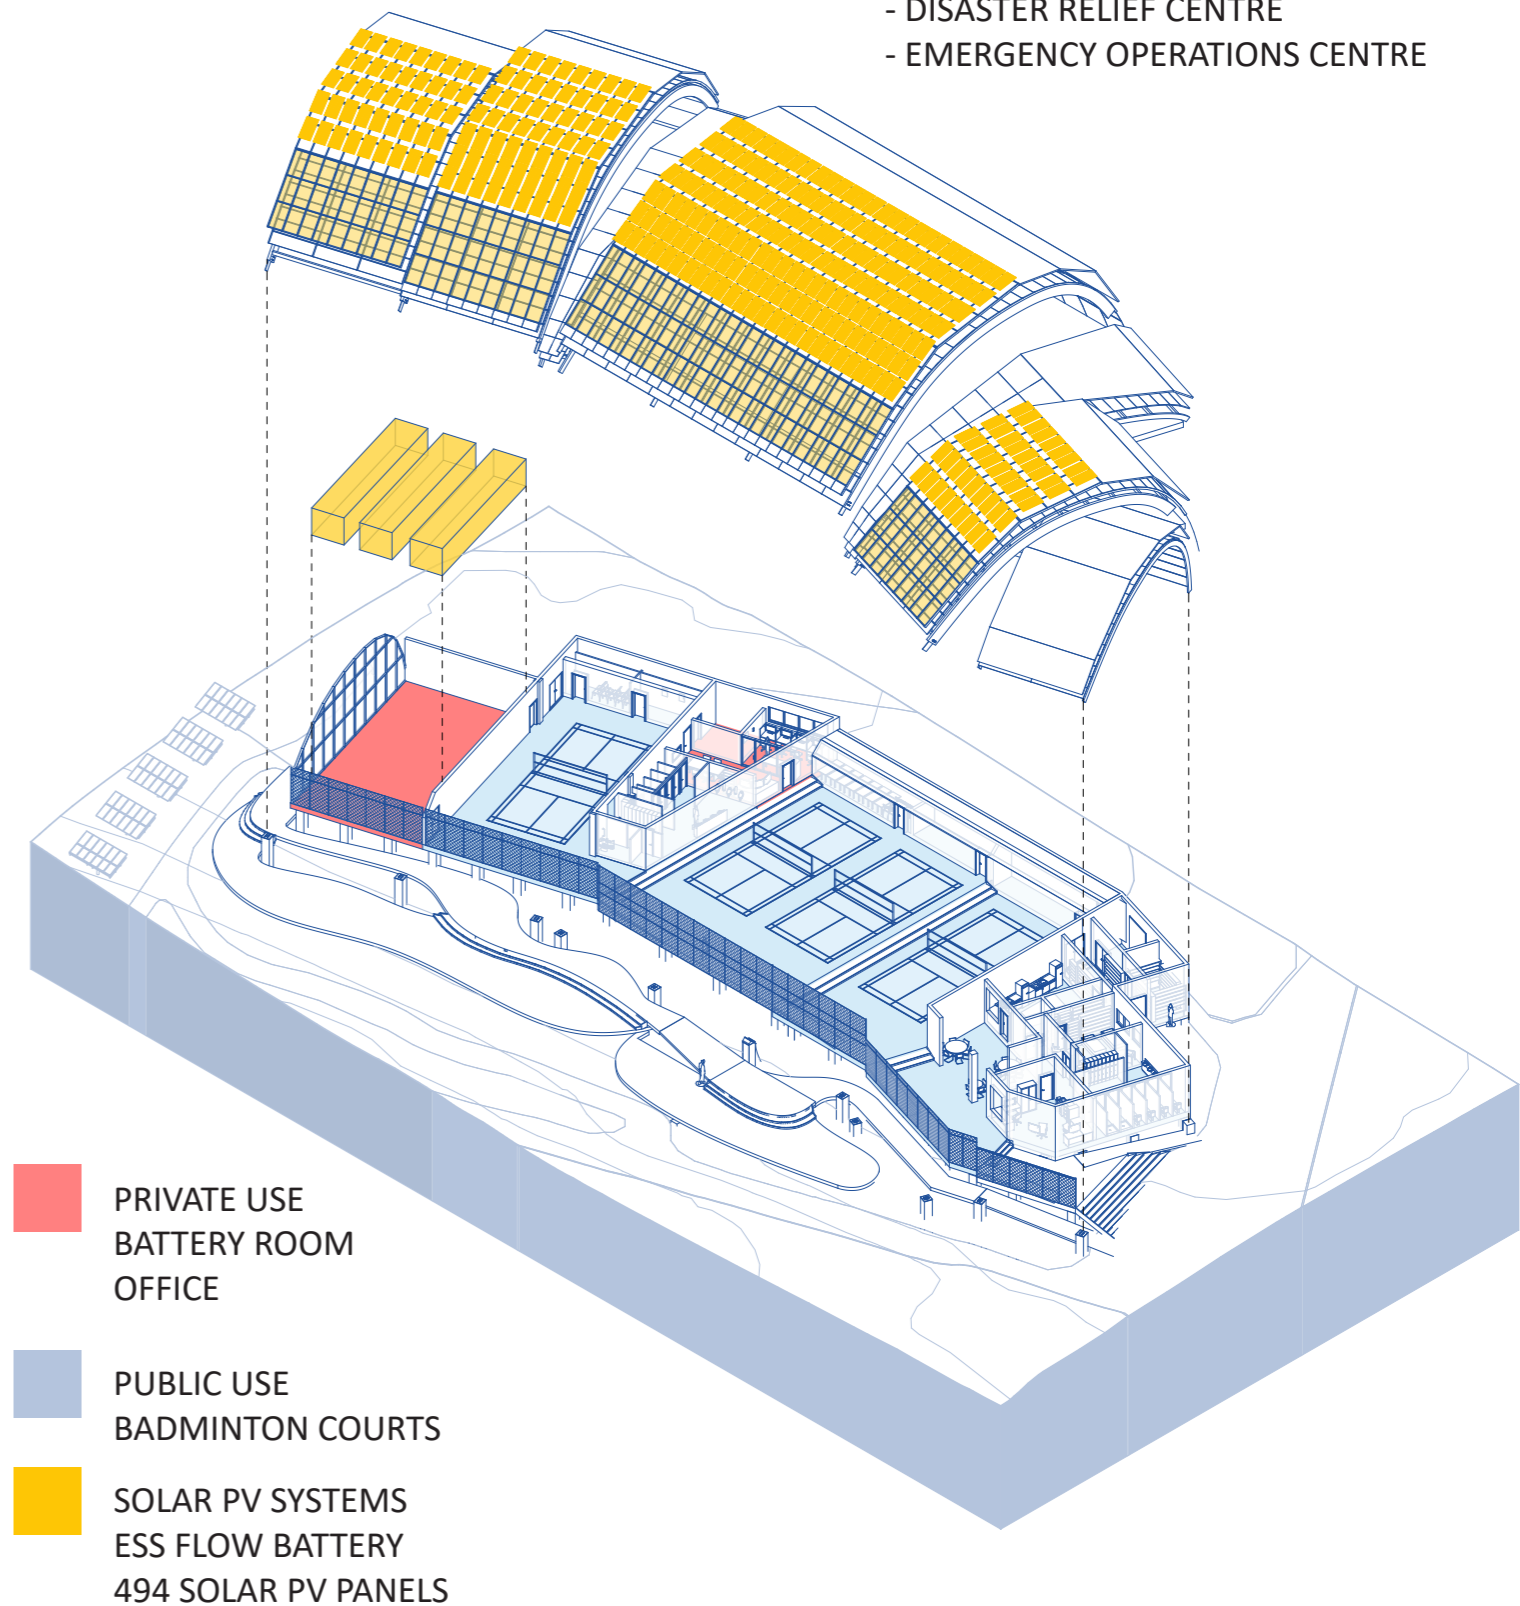 - DISASTER RELIEF CENTRE
- EMERGENCY OPERATIONS CENTRE
PRIVATE USE
BATTERY ROOM
OFFICE
PUBLIC USE
BADMINTON COURTS
SOLAR PV SYSTEMS
ESS FLOW BATTERY
494 SOLAR PV PANELS